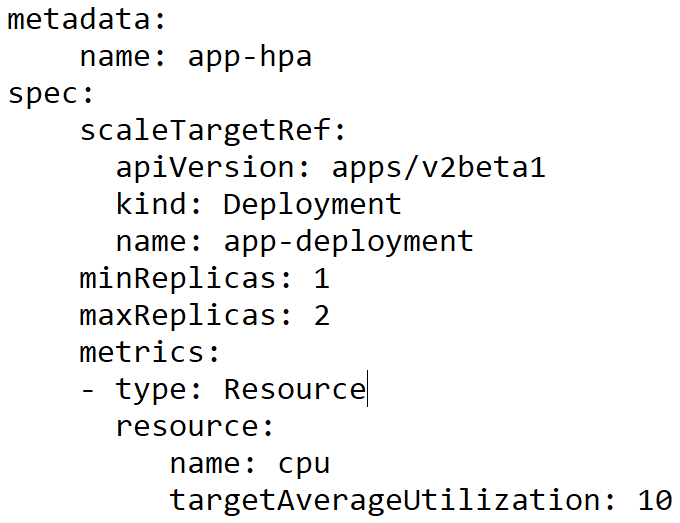 metadata:
    name: app-hpa
spec:
    scaleTargetRef:
      apiVersion: apps/v2beta1
      kind: Deployment
      name: app-deployment
    minReplicas: 1
    maxReplicas: 2
    metrics:
    - type: Resource
      resource:
         name: cpu
         targetAverageUtilization: 10